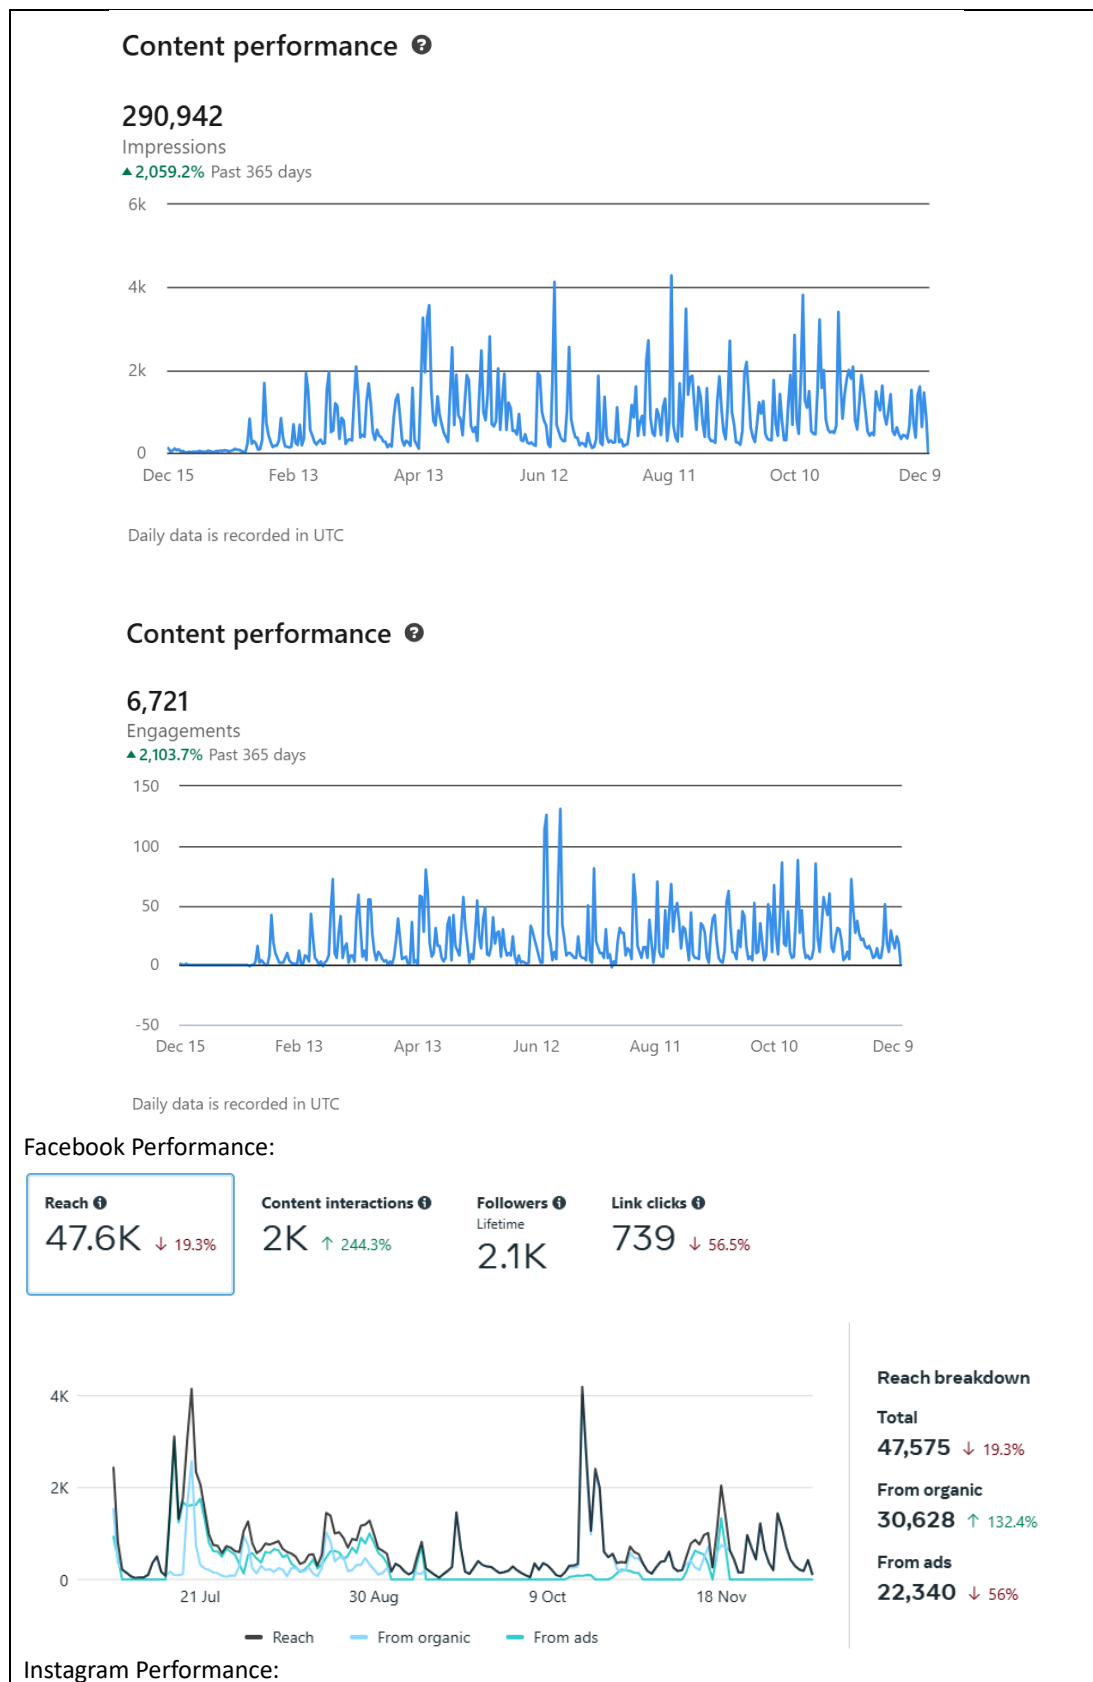 Content performance ?
290,942
Impressions
▲2,059.2% Past 365 days
6k
4k
2k
0
Dec 15 Feb 13 Apr 13 Jun 12 Aug 11 Oct 10 Dec 9
Daily data is recorded in UTC
Content performance ?
6,721
Engagements
▲2,103.7% Past 365 days
150
100
50
0
-50
Dec 15 Feb 13 Apr 13 Jun 12 Aug 11 Oct 10 Dec 9
Daily data is recorded in UTC
Facebook Performance:
Reach Content interactions Followers Link clicks
Lifetime
47.6K ↓ 19.3% 2K ↑ 244.3% 2.1K 739 ↓ 56.5%
4K
2K
0
21 Jul 30 Aug 9 Oct 18 Nov
Reach From organic From ads
Reach breakdown
Total
47,575 ↓ 19.3%
From organic
30,628 ↑ 132.4%
From ads
22,340 ↓ 56%
Instagram Performance: